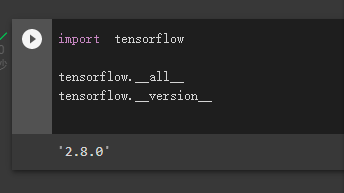 import  tensorflow
tensorflow.__all__
tensorflow.__version__
'2.8.0'